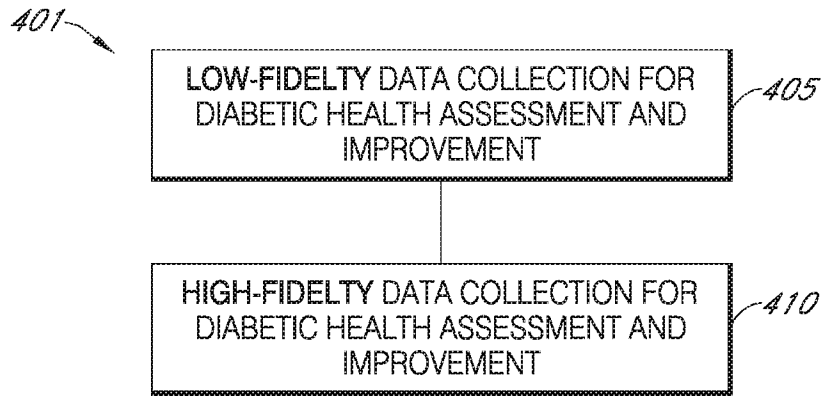 401
LOW-FIDELTY DATA COLLECTION FOR
DIABETIC HEALTH ASSESSMENT AND
IMPROVEMENT
405
HIGH-FIDELTY DATA COLLECTION FOR
DIABETIC HEALTH ASSESSMENT AND
IMPROVEMENT
410